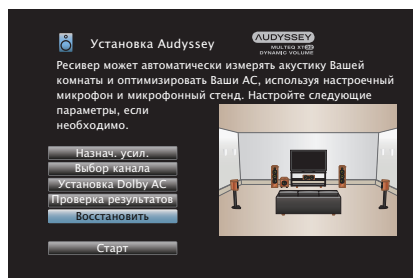 Установка Audyssey
AUDYSSEY
MULTEQ XT32
DYNAMIC VOLUME
Ресивер может автоматически измерять акустику Вашей
комнаты и оптимизировать Ваши АС, используя настроечный
микрофон и микрофонный стенд. Настройте следующие
параметры, если
необходимо.
Назнач. усил.
Выбор канала
Установка Dolby АС
Проверка результатов
Восстановить
Старт